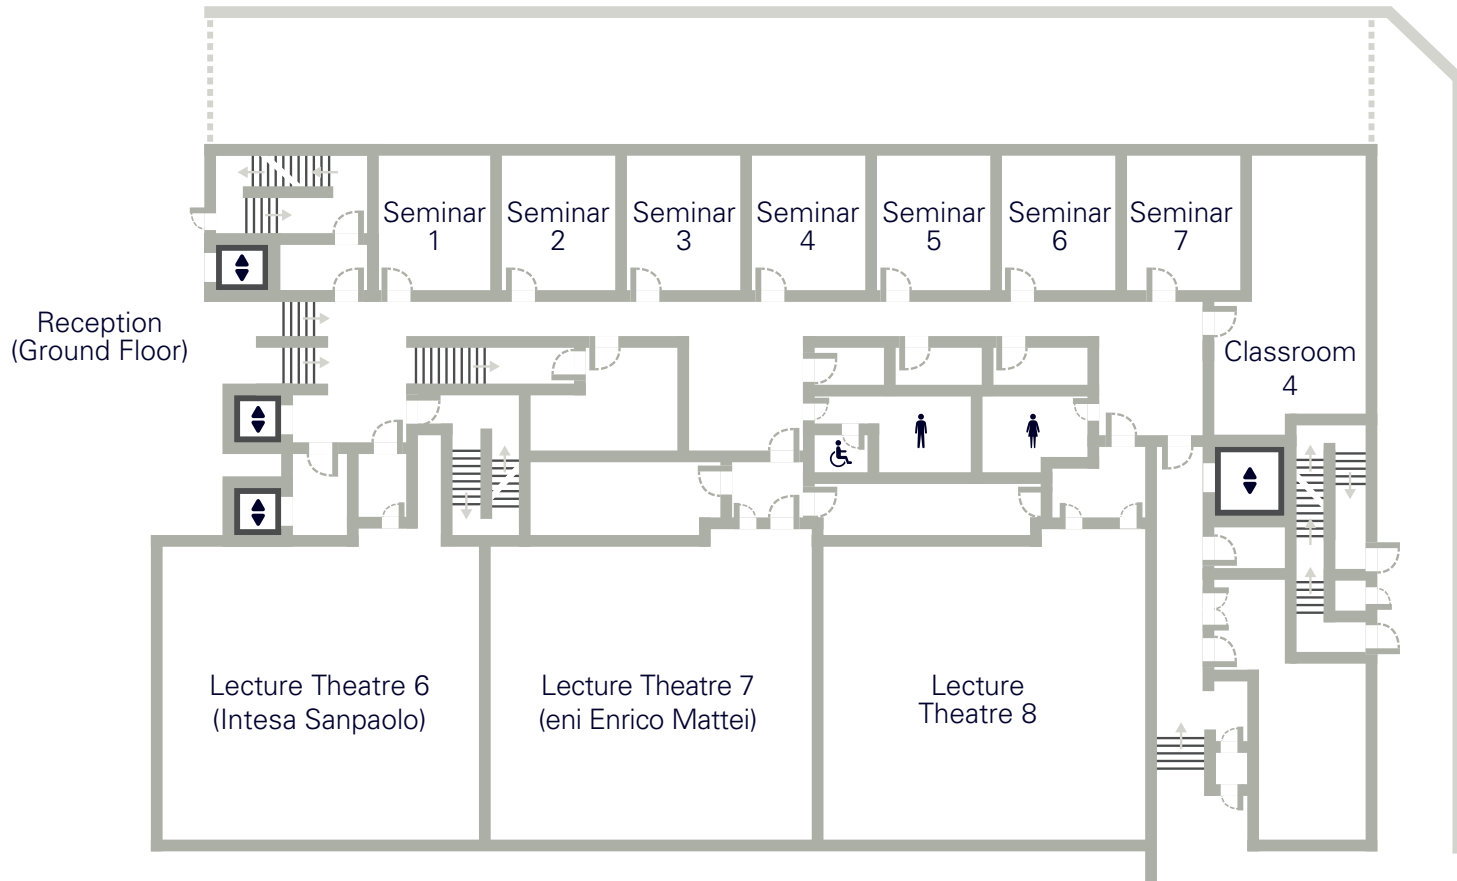 Seminar
1
Seminar
2
Seminar
3
Seminar
4
Seminar
5
Seminar
6
Seminar
7
Reception
(Ground Floor)
Classroom
4
Lecture Theatre 6
(Intesa Sanpaolo)
Lecture Theatre 7
(eni Enrico Mattei)
Lecture
Theatre 8